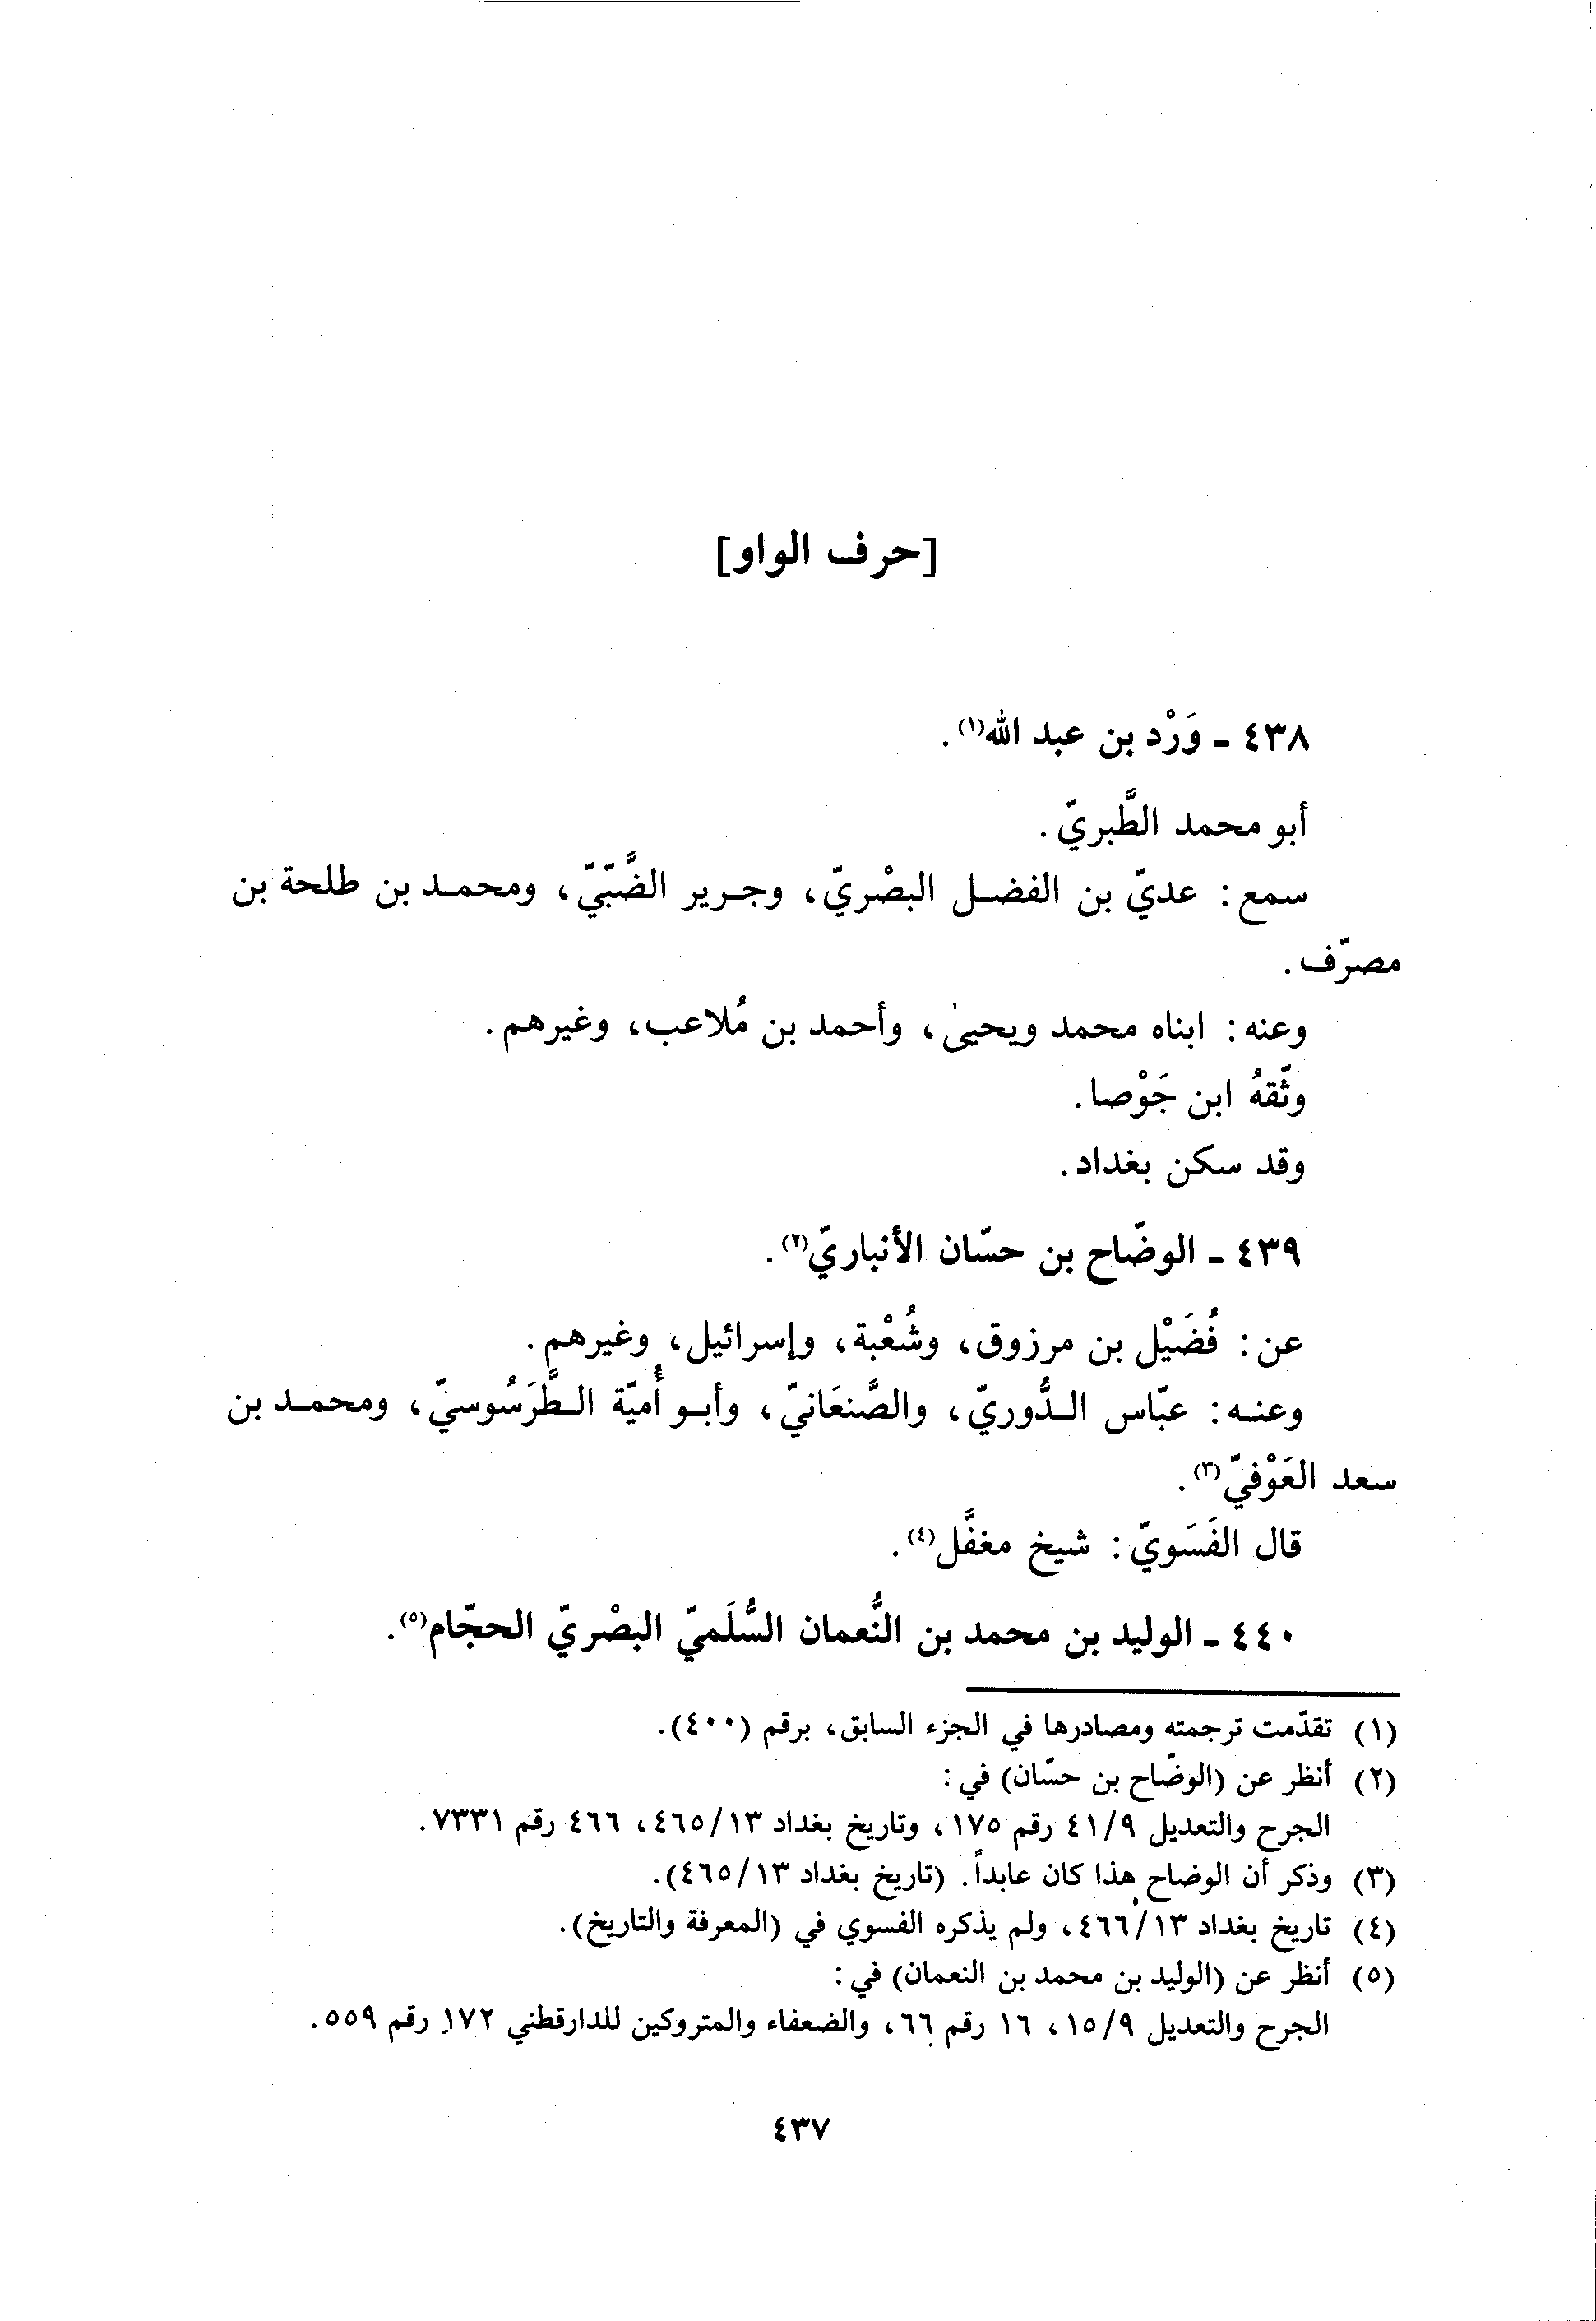 [حرف الواو]
٤٣٨ - وَرْد بن عبد الله(١).
أبو محمد الطَّبريّ.
سمع: عديّ بن الفضل البصْريّ، وجرير الضَّبّيّ، ومحمد بن طلحة بن
مصرّف.
وعنه: ابناه محمد ويحيىٰ، وأحمد بن مُلاعب، وغيرهم.
وثّقهُ ابن جَوْصا.
وقد سكن بغداد.
٤٣٩ - الوضّاح بن حسّان الأنباريّ(٢).
عن: فُضَيْل بن مرزوق، وشُعْبة، وإسرائيل، وغيرهم.
وعنه: عبّاس الدُّوريّ، والصَّنعَانيّ، وأبو أُميّة الطَّرَسُوسيّ، ومحمد بن
سعد العَوْفيّ(٣).
قال الفَسَويّ: شيخ مغفَّل(٤).
٤٤٠ - الوليد بن محمد بن النُّعمان السُّلَميّ البصْريّ الحجّام(٥).
(١) تقدّمت ترجمته ومصادرها في الجزء السابق، برقم (٤٠٠).
(٢) أنظر عن (الوضّاح بن حسّان) في:
الجرح والتعديل ٤١/٩ رقم ١٧٥، وتاريخ بغداد ٤٦٥/١٣، ٤٦٦ رقم ٧٣٣١.
(٣) وذكر أن الوضاح هذا كان عابداً. (تاريخ بغداد ٤٦٥/١٣).
(٤) تاريخ بغداد ٤٦٦/١٣، ولم يذكره الفسوي في (المعرفة والتاريخ).
(٥) أنظر عن (الوليد بن محمد بن النعمان) في:
الجرح والتعديل ١٥/٩، ١٦ رقم ٦٦، والضعفاء والمتروكين للدارقطني ١٧٢ رقم ٥٥٩.
٤٣٧